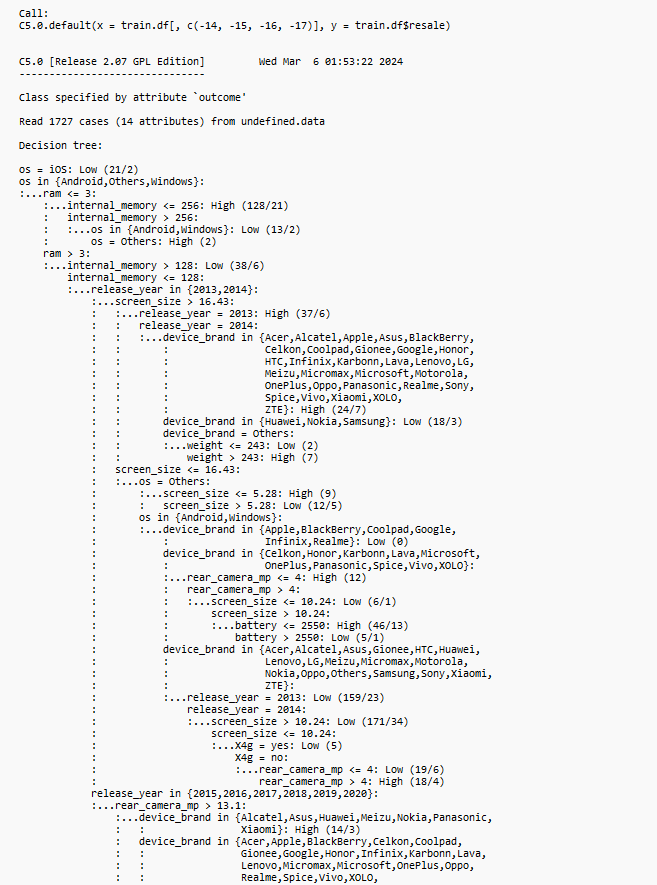 Call:
C5.0.default(x = train.df[, c(-14, -15, -16, -17)], y = train.df$resale)
C5.0 [Release 2.07 GPL Edition]  	Wed Mar  6 01:53:22 2024
-------------------------------
Class specified by attribute `outcome'
Read 1727 cases (14 attributes) from undefined.data
Decision tree:
os = iOS: Low (21/2)
os in {Android,Others,Windows}:
:...ram <= 3:
    :...internal_memory <= 256: High (128/21)
    :   internal_memory > 256:
    :   :...os in {Android,Windows}: Low (13/2)
    :       os = Others: High (2)
    ram > 3:
    :...internal_memory > 128: Low (38/6)
        internal_memory <= 128:
        :...release_year in {2013,2014}:
            :...screen_size > 16.43:
            :   :...release_year = 2013: High (37/6)
            :   :   release_year = 2014:
            :   :   :...device_brand in {Acer,Alcatel,Apple,Asus,BlackBerry,
            :   :       :                Celkon,Coolpad,Gionee,Google,Honor,
            :   :       :                HTC,Infinix,Karbonn,Lava,Lenovo,LG,
            :   :       :                Meizu,Micromax,Microsoft,Motorola,
            :   :       :                OnePlus,Oppo,Panasonic,Realme,Sony,
            :   :       :                Spice,Vivo,Xiaomi,XOLO,
            :   :       :                ZTE}: High (24/7)
            :   :       device_brand in {Huawei,Nokia,Samsung}: Low (18/3)
            :   :       device_brand = Others:
            :   :       :...weight <= 243: Low (2)
            :   :           weight > 243: High (7)
            :   screen_size <= 16.43:
            :   :...os = Others:
            :       :...screen_size <= 5.28: High (9)
            :       :   screen_size > 5.28: Low (12/5)
            :       os in {Android,Windows}:
            :       :...device_brand in {Apple,BlackBerry,Coolpad,Google,
            :           :                Infinix,Realme}: Low (0)
            :           device_brand in {Celkon,Honor,Karbonn,Lava,Microsoft,
            :           :                OnePlus,Panasonic,Spice,Vivo,XOLO}:
            :           :...rear_camera_mp <= 4: High (12)
            :           :   rear_camera_mp > 4:
            :           :   :...screen_size <= 10.24: Low (6/1)
            :           :       screen_size > 10.24:
            :           :       :...battery <= 2550: High (46/13)
            :           :           battery > 2550: Low (5/1)
            :           device_brand in {Acer,Alcatel,Asus,Gionee,HTC,Huawei,
            :           :                Lenovo,LG,Meizu,Micromax,Motorola,
            :           :                Nokia,Oppo,Others,Samsung,Sony,Xiaomi,
            :           :                ZTE}:
            :           :...release_year = 2013: Low (159/23)
            :               release_year = 2014:
            :               :...screen_size > 10.24: Low (171/34)
            :                   screen_size <= 10.24:
            :                   :...X4g = yes: Low (5)
            :                       X4g = no:
            :                       :...rear_camera_mp <= 4: Low (19/6)
            :                           rear_camera_mp > 4: High (18/4)
            release_year in {2015,2016,2017,2018,2019,2020}:
            :...rear_camera_mp > 13.1:
                :...device_brand in {Alcatel,Asus,Huawei,Meizu,Nokia,Panasonic,
                :   :                Xiaomi}: High (14/3)
                :   device_brand in {Acer,Apple,BlackBerry,Celkon,Coolpad,
                :   :                Gionee,Google,Honor,Infinix,Karbonn,Lava,
                :   :                Lenovo,Micromax,Microsoft,OnePlus,Oppo,
                :   :                Realme,Spice,Vivo,XOLO,